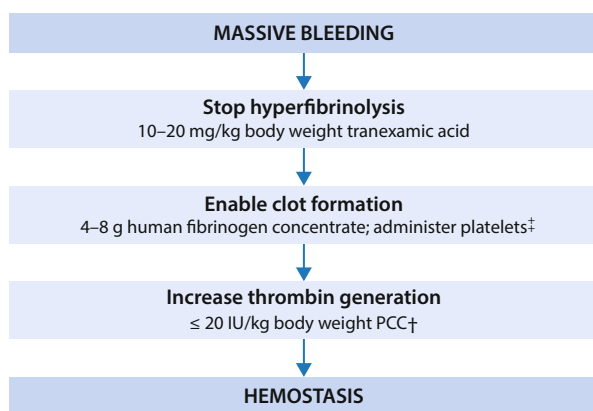 MASSIVE BLEEDING
Stop hyperfibrinolysis
10–20 mg/kg body weight tranexamic acid
Enable clot formation
4–8 g human fibrinogen concentrate; administer platelets‡
Increase thrombin generation
≤ 20 IU/kg body weight PCC†
HEMOSTASIS